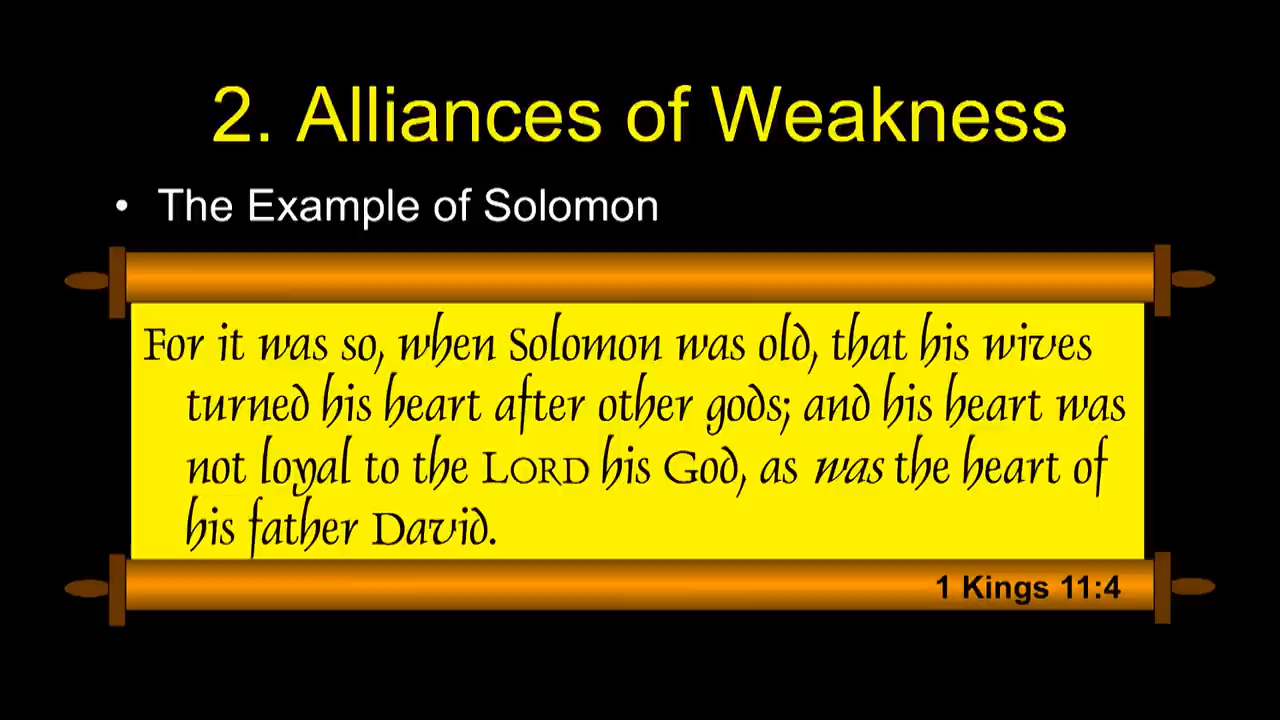 2. Alliances of Weakness
• The Example of Solomon
For it was so, when Solomon was old, that his wives
turned his heart after other gods; and his heart was
not loyal to the LORD his God, as was the heart of
his father David.
1 Kings 11:4